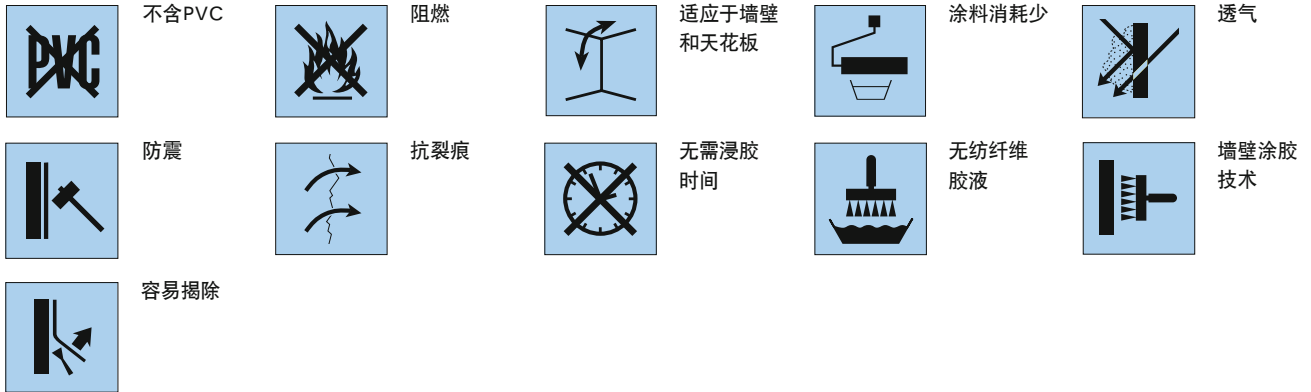 PVC
不含PVC
阻燃
适应于墙壁
和天花板
涂料消耗少
透气
防震
抗裂痕
无需浸胶
时间
无纺纤维
胶液
墙壁涂胶
技术
容易揭除